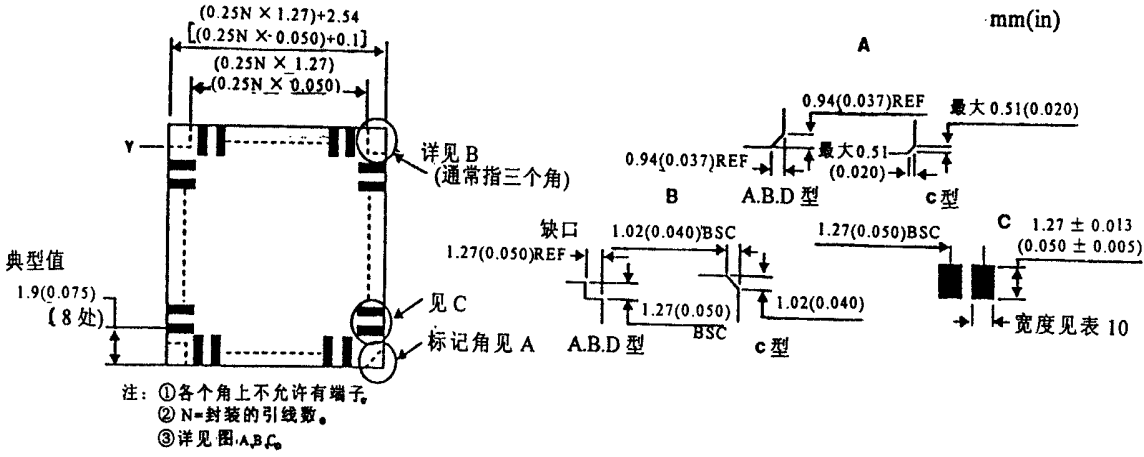 (0.25N × 1.27)+2.54
[(0.25N × 0.050)+0.1]
(0.25N × 1.27)
(0.25N × 0.050)
Y
详见 B
(通常指三个角)
典型值
1.9(0.075)
(8 处)
见 C
标记角见 A
注：①各个角上不允许有端子。
② N=封装的引线数。
③详见图 A,B,C。
mm(in)
A
0.94(0.037)REF
最大 0.51(0.020)
0.94(0.037)REF
最大 0.51
(0.020)
A.B.D 型
c 型
B
缺口
1.02(0.040)BSC
1.27(0.050)REF
1.27(0.050)
BSC
1.02(0.040)
A.B.D 型
c 型
C
1.27(0.050)BSC
1.27 ± 0.013
(0.050 ± 0.005)
宽度见表 10